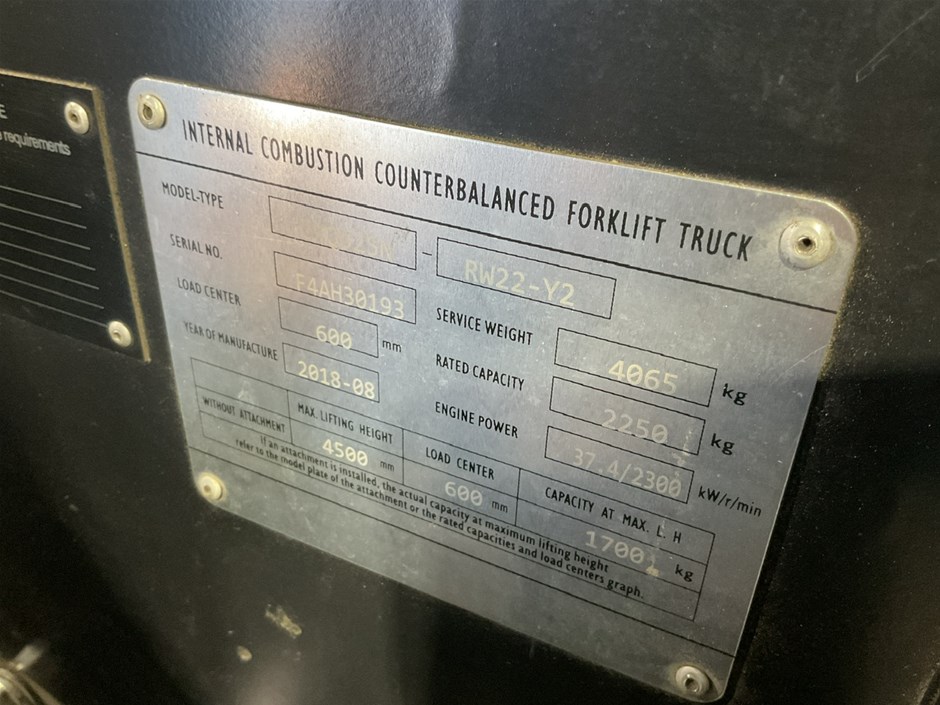 E
requirements
INTERNAL COMBUSTION COUNTERBALANCED FORKLIFT TRUCK
MODEL-TYPE - RW22-Y2
SERIAL NO. F4AH30193
LOAD CENTER 600 mm
YEAR OF MANUFACTURE 2018-08
SERVICE WEIGHT 4065 kg
RATED CAPACITY 2250 kg
ENGINE POWER 37.4/2300 kW/r/min
MAX. LIFTING HEIGHT LOAD CENTER CAPACITY AT MAX. L. H
WITHOUT ATTACHMENT 4500 mm 600 mm 1700 kg
If an attachment is installed, the actual capacity at maximum lifting height
refer to the model plate of the attachment or the rated capacities and load centers graph.